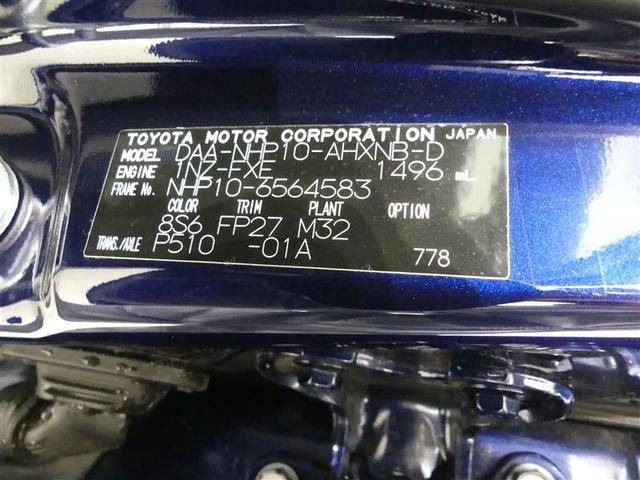 TOYOTA MOTOR CORPORATION JAPAN
MODEL DAA-NHP10-AHXNB-D
ENGINE 1NZ-FXE 1496 mL
FRAME No. NHP10-6564583
COLOR TRIM PLANT OPTION
8S6 FP27 M32
TRANS./AXLE P510 -01A 778